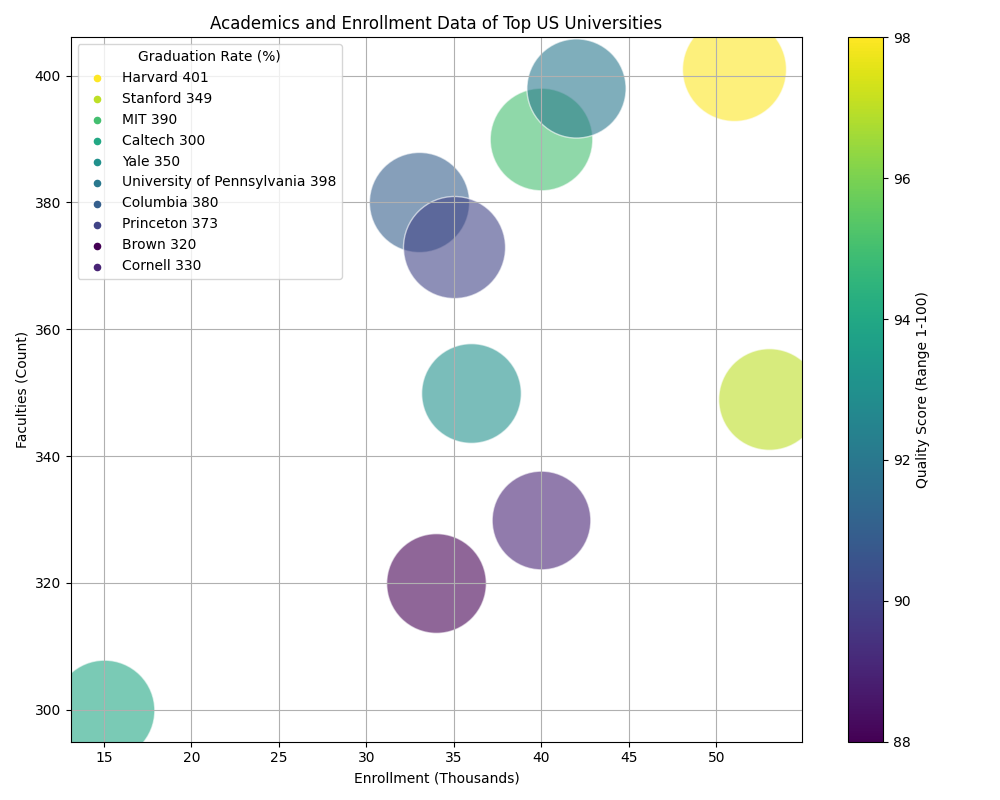 Academics and Enrollment Data of Top US Universities
Graduation Rate (%)
Harvard 401
Stanford 349
MIT 390
Caltech 300
Yale 350
University of Pennsylvania 398
Columbia 380
Princeton 373
Brown 320
Cornell 330
Faculties (Count)
400
380
360
340
320
300
15 20 25 30 35 40 45 50
Enrollment (Thousands)
98
96
94
92
90
88
Quality Score (Range 1-100)